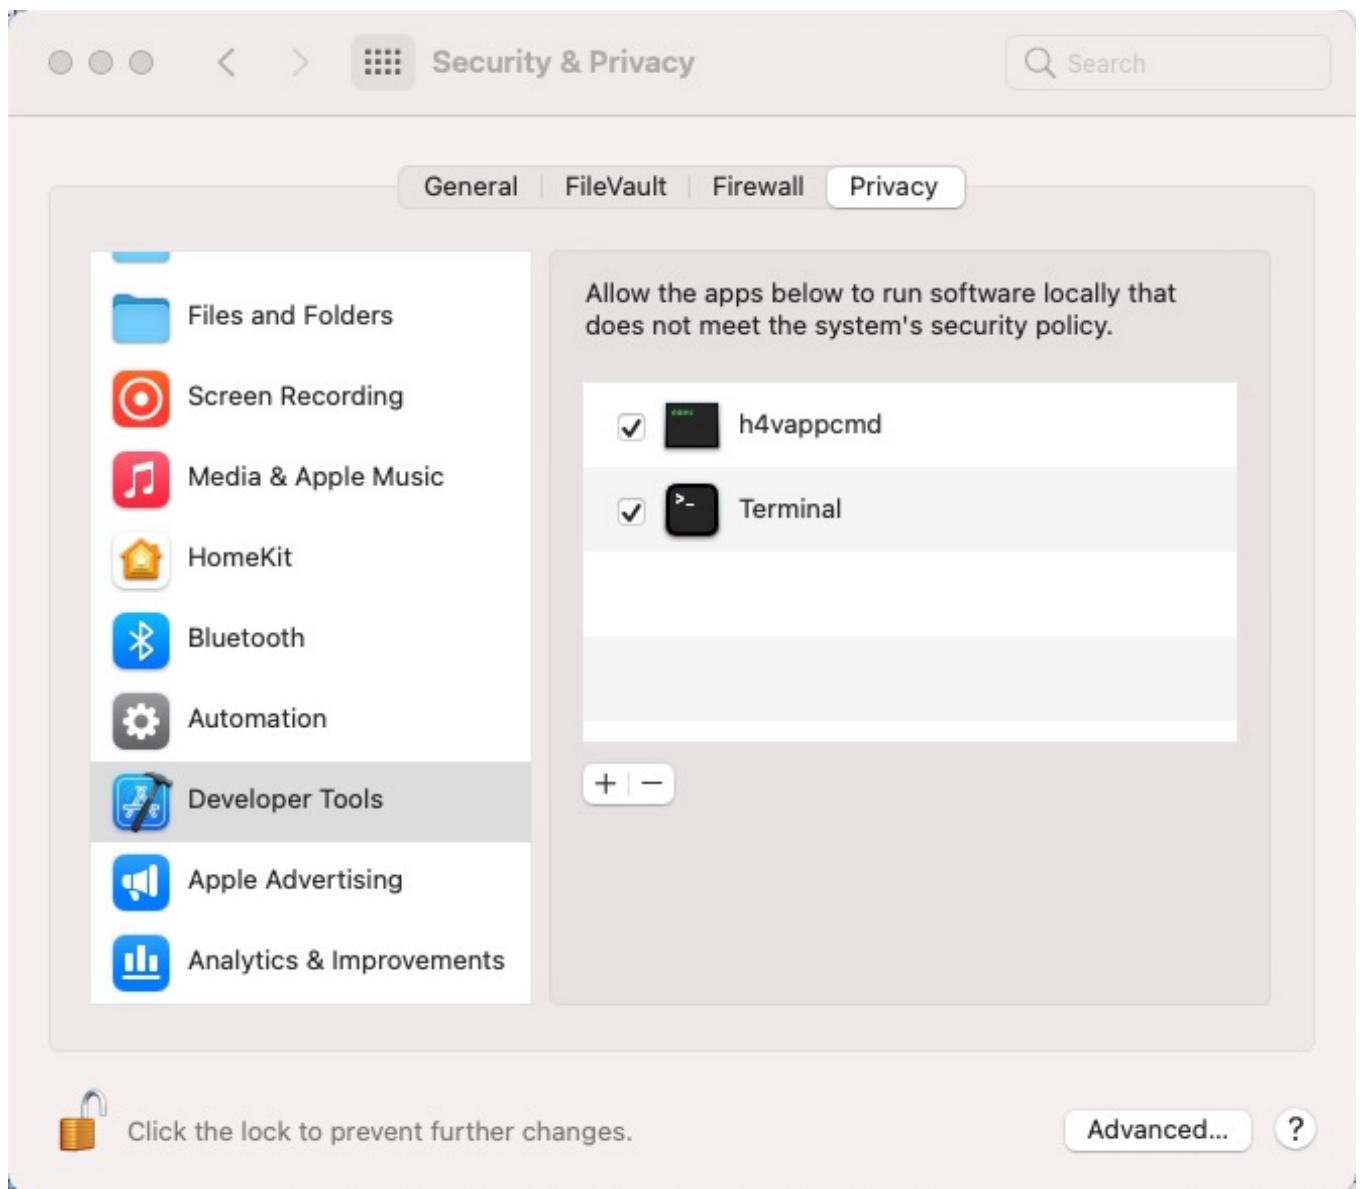 Security & Privacy
Search
General
FileVault
Firewall
Privacy
Files and Folders
Screen Recording
Media & Apple Music
HomeKit
Bluetooth
Automation
Developer Tools
Apple Advertising
Analytics & Improvements
Allow the apps below to run software locally that
does not meet the system's security policy.
h4vappcmd
Terminal
Click the lock to prevent further changes.
Advanced...
?